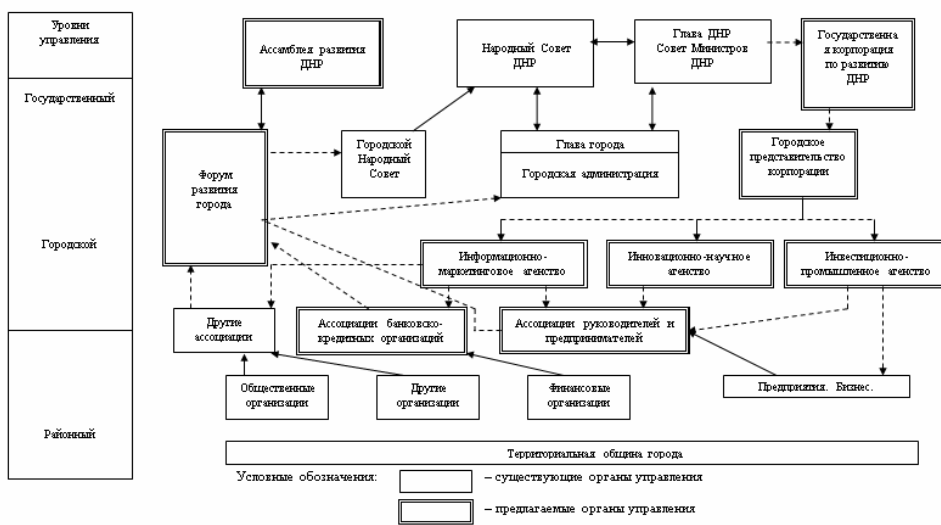 Уровни
управления
Государственный
Городской
Районный
Ассамблея развития
ДНР
Народный Совет
ДНР
Глава ДНР
Совет Министров
ДНР
Государственна
я корпорация
по развитию
ДНР
Форум
развития
города
Городской
Народный
Совет
Глава города
Городская администрация
Городское
представительство
корпорации
Информационно-
маркетинговое агенство
Инновационно-научное
агенство
Инвестиционно-
промышленное агенство
Другие
ассоциации
Ассоциации банковско-
кредитных организаций
Ассоциации руководителей и
предпринимателей
Общественные
организации
Другие
организации
Финансовые
организации
Предприятия. Бизнес.
Территориальная община города
Условные обозначения:
– существующие органы управления
– предлагаемые органы управления